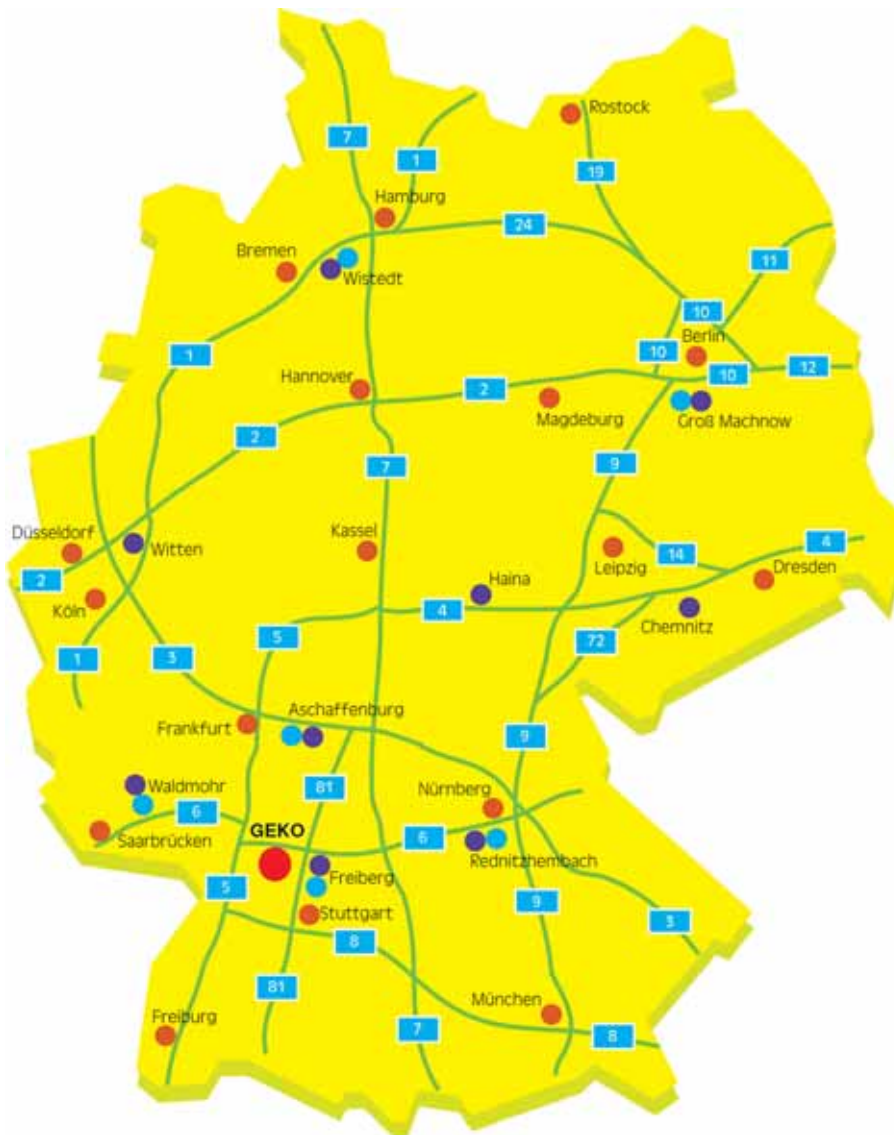 Rostock
7
1
19
Hamburg
24
Bremen
11
Wistedt
10
Berlin
1
10
Hannover
2
10
12
Magdeburg
Groß Machnow
2
7
9
Düsseldorf
Witten
Kassel
Leipzig
14
4
Dresden
2
Haina
Köln
4
Chemnitz
5
72
1
3
Aschaffenburg
Frankfurt
9
Waldmohr
81
Nürnberg
6
GEKO
6
Saarbrücken
Rednitzhembach
Freiberg
5
9
Stuttgart
3
8
81
München
Freiburg
7
8